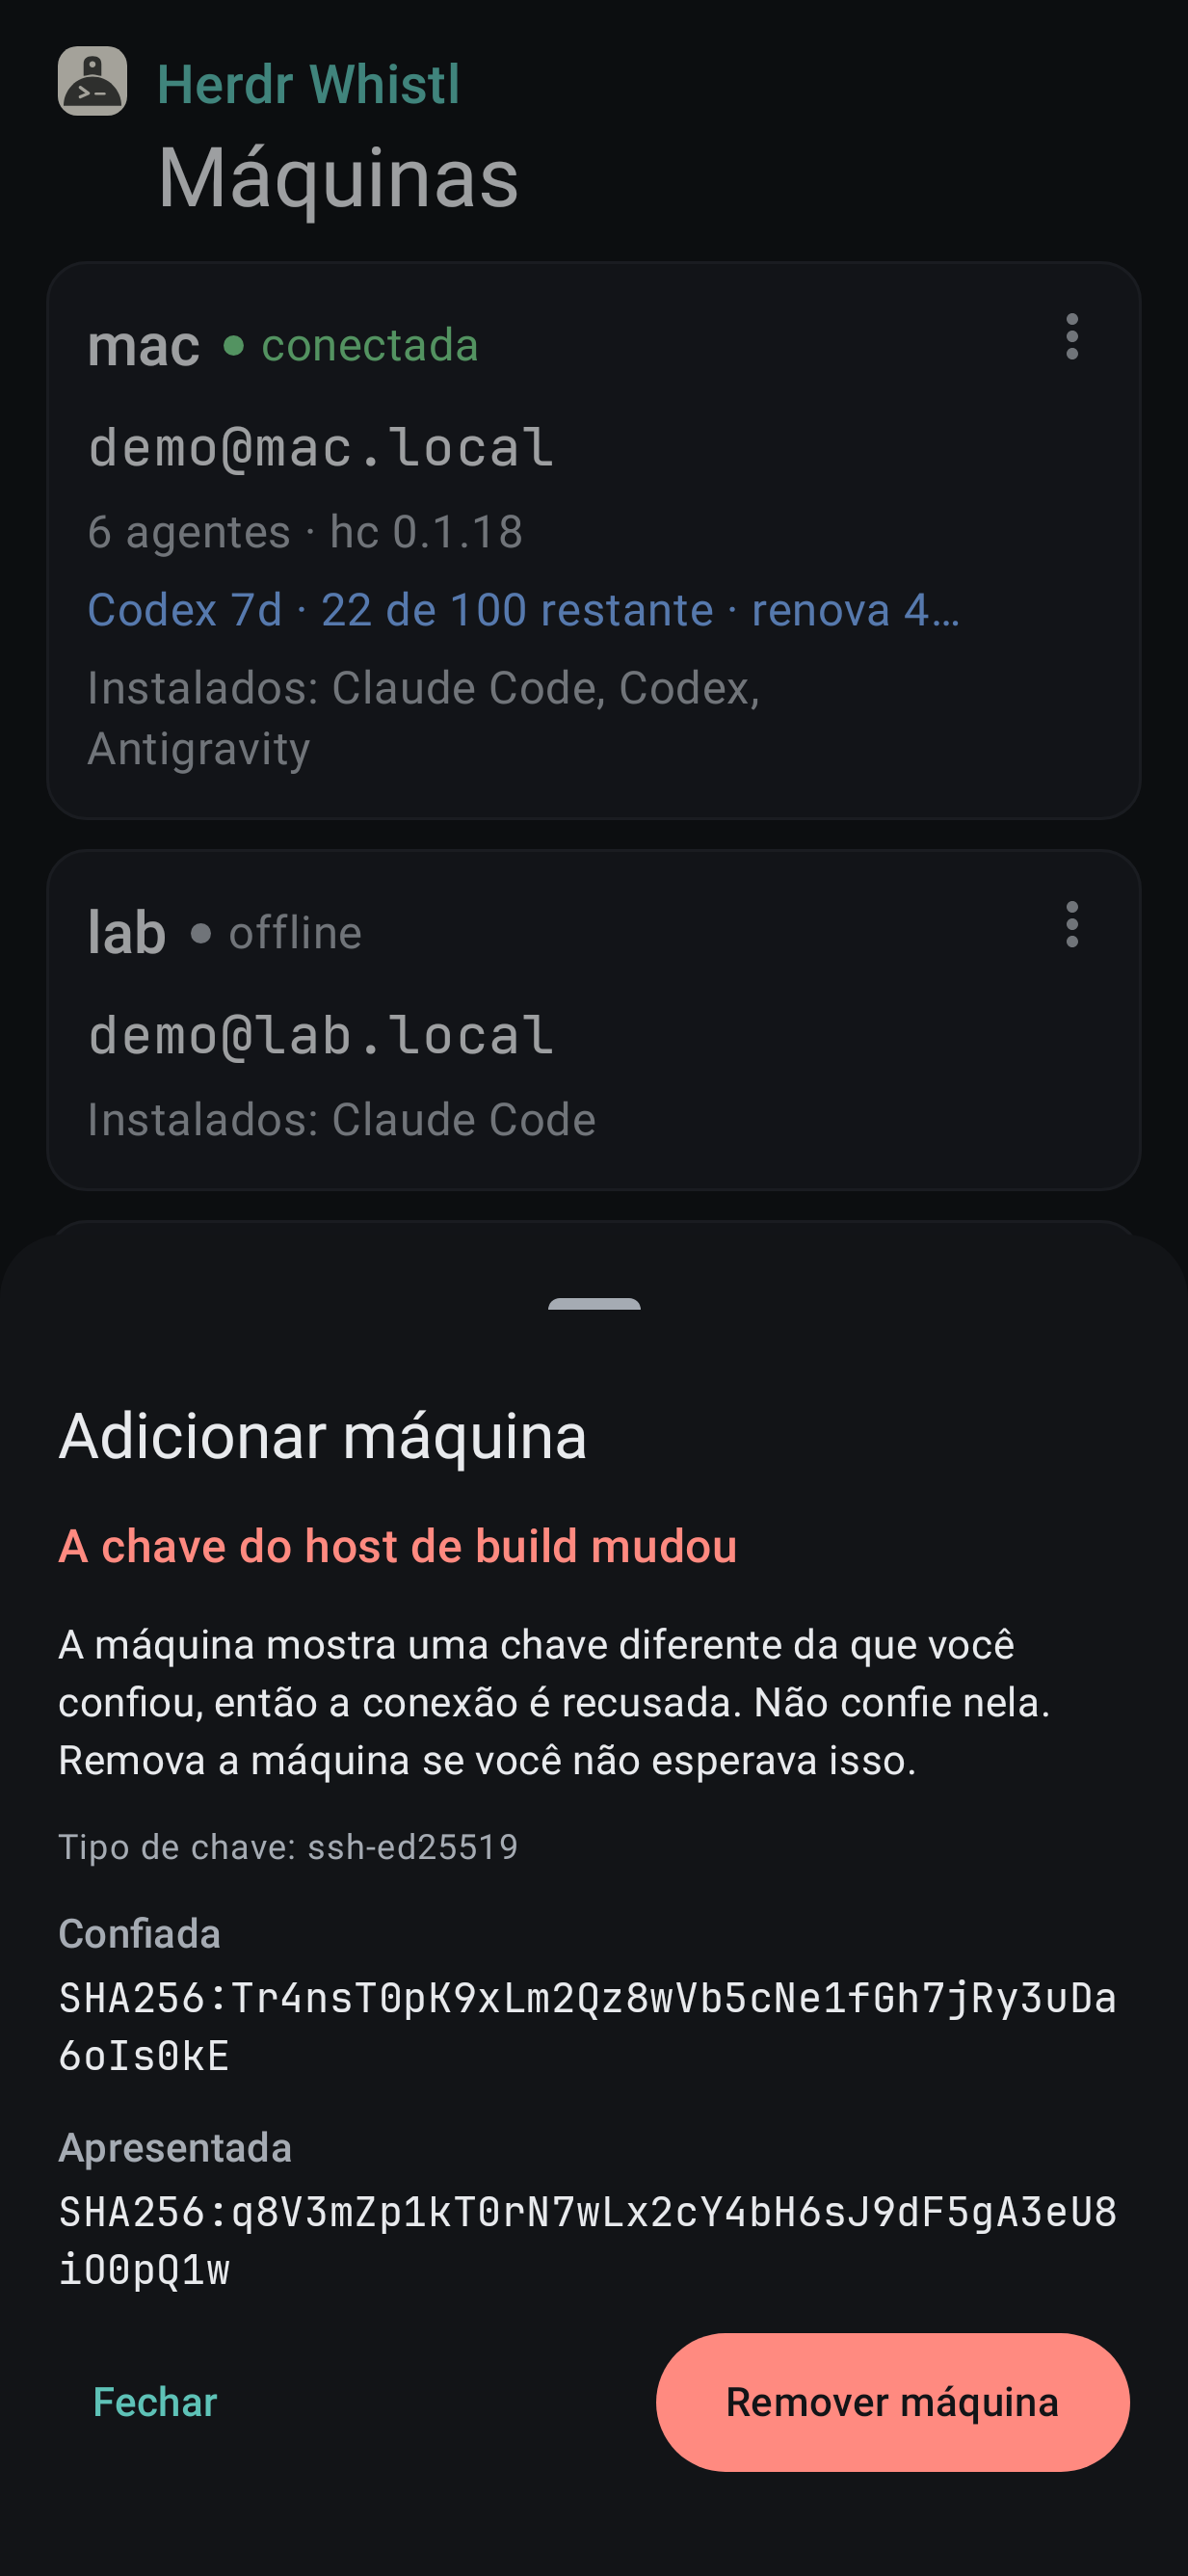 Herdr Whistl
Máquinas
mac • conectada
demo@mac.local
6 agentes · hc 0.1.18
Codex 7d · 22 de 100 restante · renova 4…
Instalados: Claude Code, Codex,
Antigravity
lab • offline
demo@lab.local
Instalados: Claude Code
Adicionar máquina
A chave do host de build mudou
A máquina mostra uma chave diferente da que você
confiou, então a conexão é recusada. Não confie nela.
Remova a máquina se você não esperava isso.
Tipo de chave: ssh-ed25519
Confiada
SHA256:Tr4nsT0pK9xLm2Qz8wVb5cNe1fGh7jRy3uDa
6oIs0kE
Apresentada
SHA256:q8V3mZp1kT0rN7wLx2cY4bH6sJ9dF5gA3eU8
iO0pQ1w
Fechar
Remover máquina